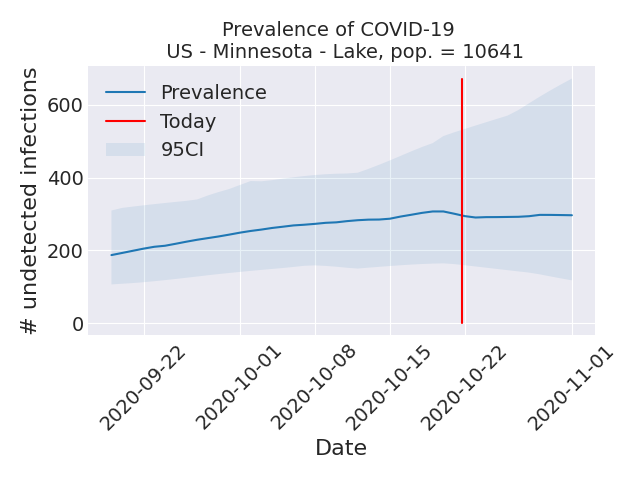 Prevalence of COVID-19
US - Minnesota - Lake, pop. = 10641
# undetected infections
600
400
200
0
Prevalence
Today
95CI
2020-09-22
2020-10-01
2020-10-08
2020-10-15
2020-10-22
2020-11-01
Date